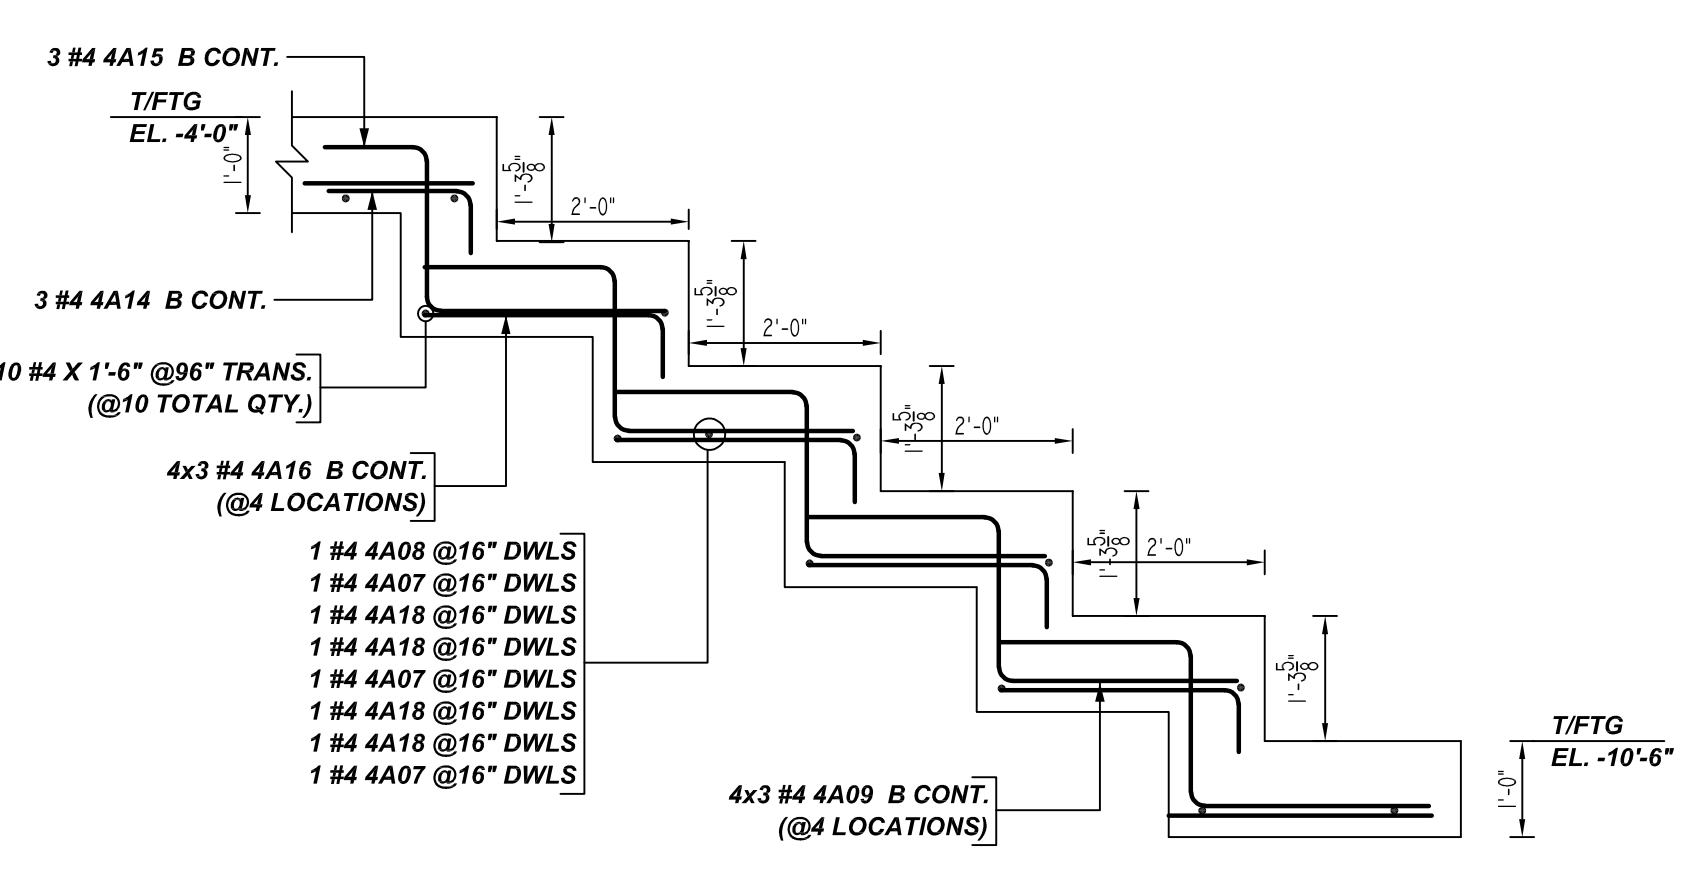 3 #4 4A15 B CONT.
T/FTG
EL. -4'-0"
1'-0"
1'-3 5/8"
2'-0"
3 #4 4A14 B CONT.
1'-3 5/8"
2'-0"
10 #4 X 1'-6" @96" TRANS.
(@10 TOTAL QTY.)
1'-3 5/8"
2'-0"
4x3 #4 4A16 B CONT.
(@4 LOCATIONS)
1'-3 5/8"
2'-0"
1 #4 4A08 @16" DWLS
1 #4 4A07 @16" DWLS
1 #4 4A18 @16" DWLS
1 #4 4A18 @16" DWLS
1 #4 4A07 @16" DWLS
1 #4 4A18 @16" DWLS
1 #4 4A18 @16" DWLS
1 #4 4A07 @16" DWLS
1'-3 5/8"
T/FTG
EL. -10'-6"
1'-0"
4x3 #4 4A09 B CONT.
(@4 LOCATIONS)